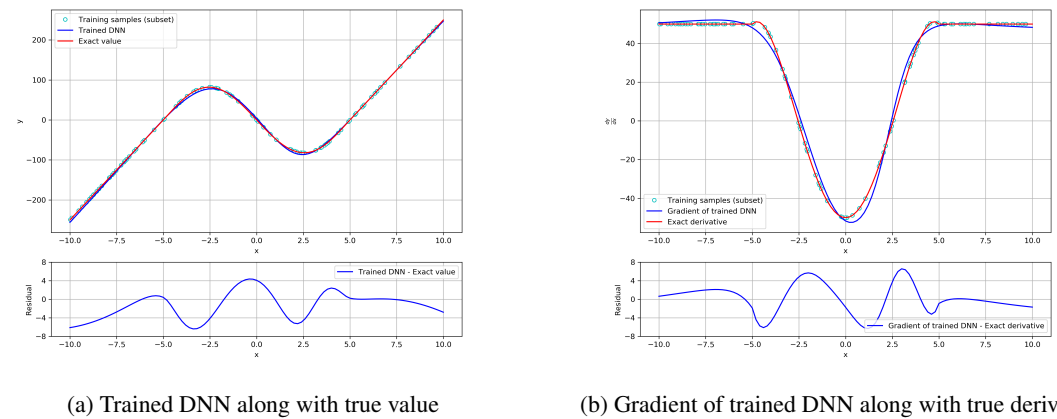 Training samples (subset)
Trained DNN
Exact value
y
200
100
0
−100
−200
−10.0 −7.5 −5.0 −2.5 0.0 2.5 5.0 7.5 10.0
x
Trained DNN - Exact value
Residual
8
4
0
−4
−8
−10.0 −7.5 −5.0 −2.5 0.0 2.5 5.0 7.5 10.0
x
(a) Trained DNN along with true value
dy
dx
40
20
0
−20
−40
Training samples (subset)
Gradient of trained DNN
Exact derivative
−10.0 −7.5 −5.0 −2.5 0.0 2.5 5.0 7.5 10.0
x
Residual
8
4
0
−4
−8
Gradient of trained DNN - Exact derivative
−10.0 −7.5 −5.0 −2.5 0.0 2.5 5.0 7.5 10.0
x
(b) Gradient of trained DNN along with true deriv